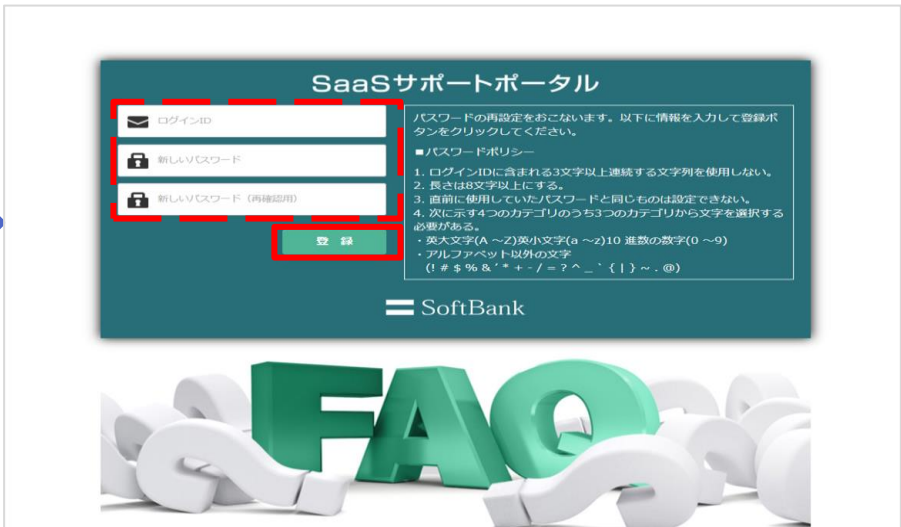 SaaSサポートポータル
ログインID
新しいパスワード
新しいパスワード（再確認用）
登 録
パスワードの再設定をおこないます。以下に情報を入力して登録ボ
タンをクリックしてください。
■パスワードポリシー
1. ログインIDに含まれる3文字以上連続する文字列を使用しない。
2. 長さは8文字以上にする。
3. 直前に使用していたパスワードと同じものは設定できない。
4. 次に示す4つのカテゴリのうち3つのカテゴリから文字を選択する
必要がある。
・英大文字(A ～Z)英小文字(a ～z)10 進数の数字(0 ～9)
・アルファベット以外の文字
(! # $ % & ' * + - / = ? ^ _ ` { | } ~ . @)
SoftBank
FAQ